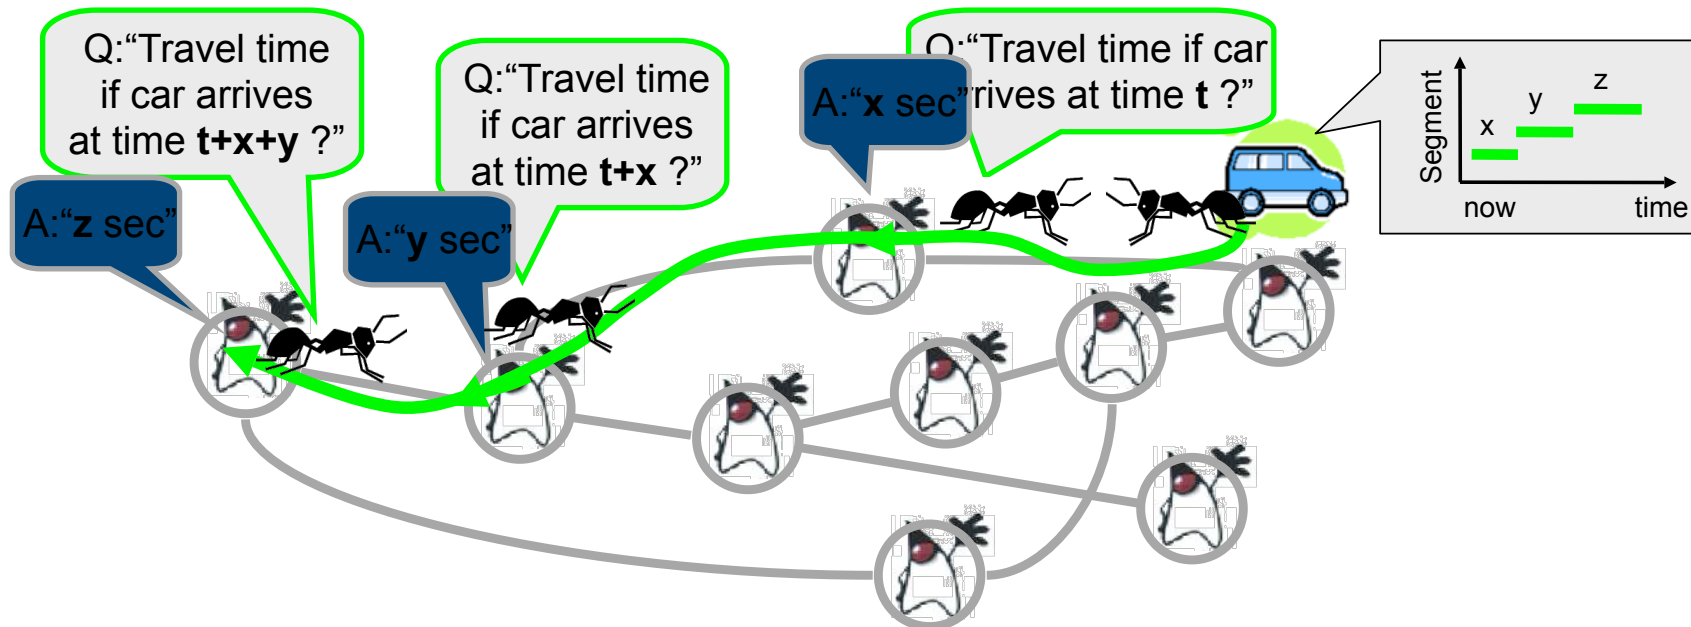 Q:“Travel time
if car arrives
at time t+x+y ?”
A:“z sec”
Q:“Travel time
if car arrives
at time t+x ?”
A:“y sec”
Q:“Travel time if car
rrives at time t ?”
A:“x sec”
Segment
x
y
z
now
time